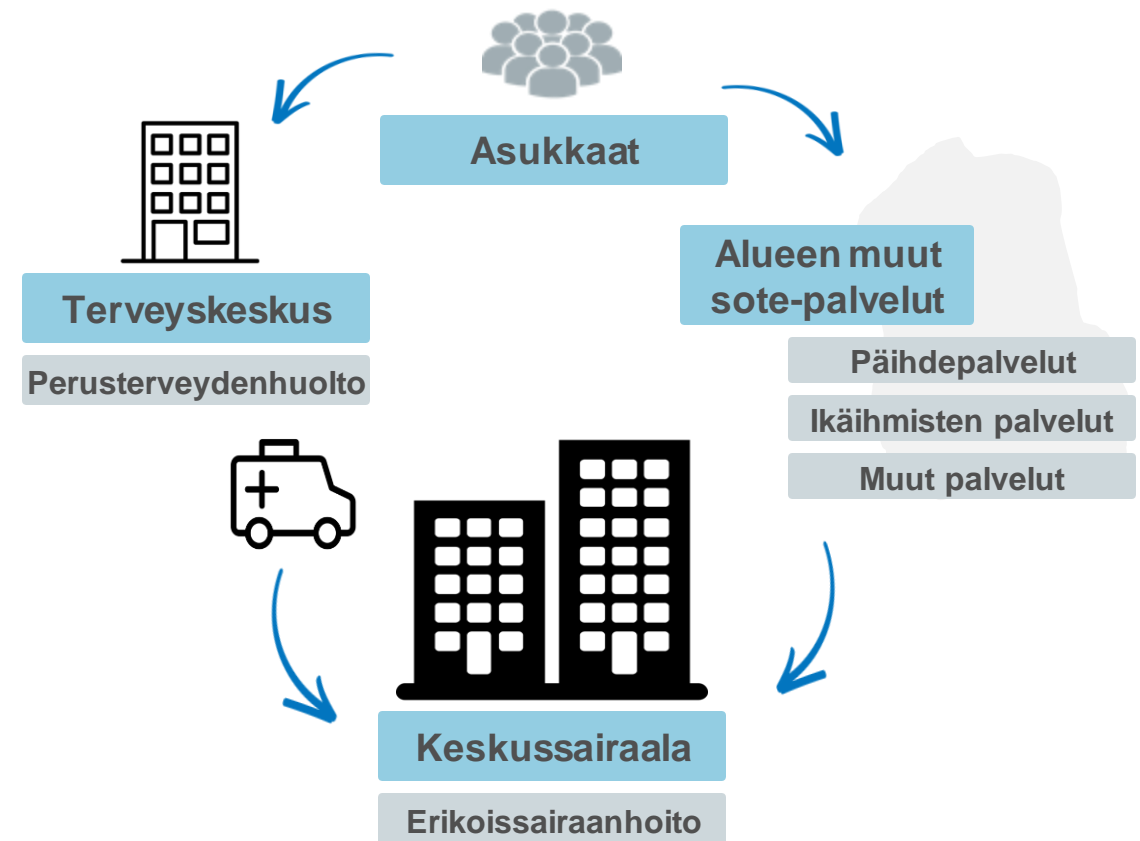 Asukkaat
Terveyskeskus
Perusterveydenhuolto
Alueen muut
sote-palvelut
Päihdepalvelut
Ikäihmisten palvelut
Muut palvelut
Keskussairaala
Erikoissairaanhoito